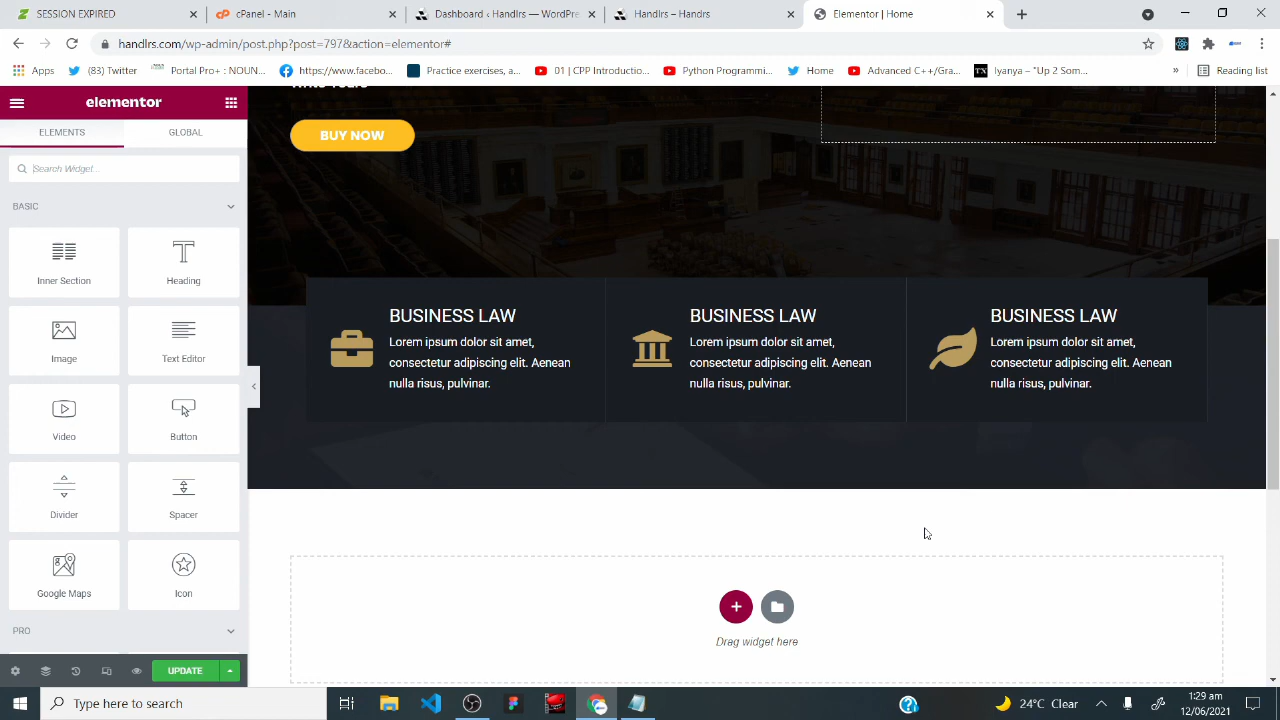 SEEDBOX
Portal | Home
Dashboard ‹ Handlrs — WordPre
Handlrs – Handlrs
Elementor | Home
handlrs.com/wp-admin/post.php?post=797&action=elementor#
Apps
(93) Twitter
Portal Pro+ : NOUN...
https://www.facebo...
Practice exercises, a...
01 | CPP Introductio...
Python Programmi...
Home
Advanced C++/Gra...
Iyanya – "Up 2 Som...
»
Reading list
elementor
ELEMENTS
GLOBAL
Search Widget...
BASIC
Inner Section
Heading
Image
Text Editor
Video
Button
Divider
Spacer
Google Maps
Icon
PRO
UPDATE
BUY NOW
BUSINESS LAW
Lorem ipsum dolor sit amet,
consectetur adipiscing elit. Aenean
nulla risus, pulvinar.
BUSINESS LAW
Lorem ipsum dolor sit amet,
consectetur adipiscing elit. Aenean
nulla risus, pulvinar.
BUSINESS LAW
Lorem ipsum dolor sit amet,
consectetur adipiscing elit. Aenean
nulla risus, pulvinar.
Drag widget here
Type here to search
24°C Clear
1:29 am
12/06/2021